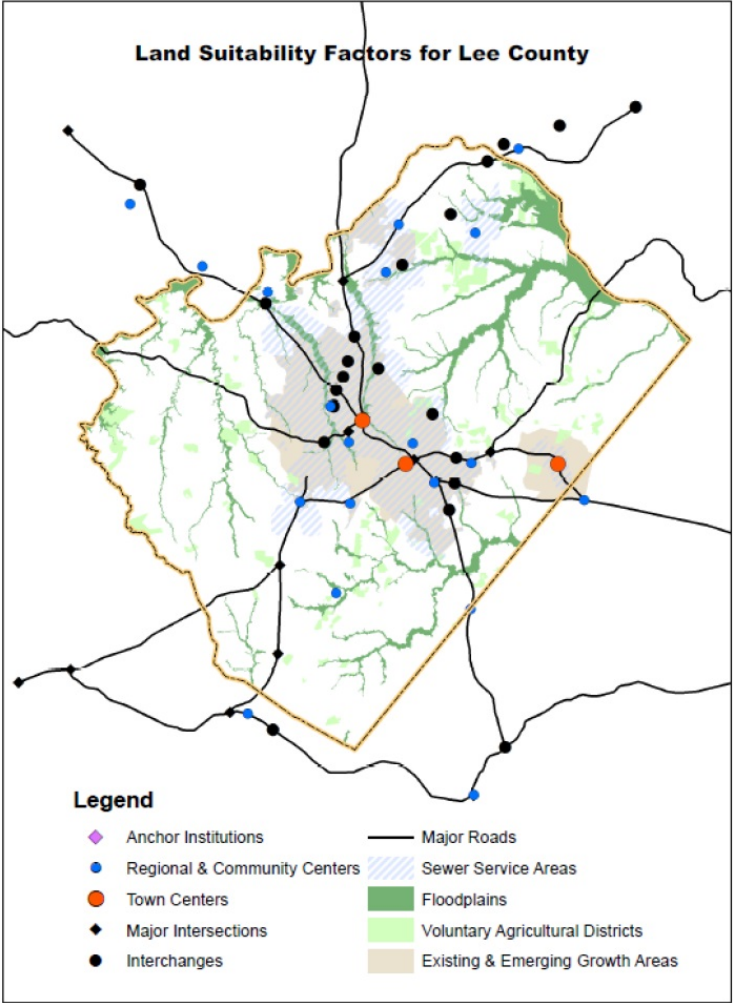 Land Suitability Factors for Lee County
Legend
Anchor Institutions
Regional & Community Centers
Town Centers
Major Intersections
Interchanges
Major Roads
Sewer Service Areas
Floodplains
Voluntary Agricultural Districts
Existing & Emerging Growth Areas